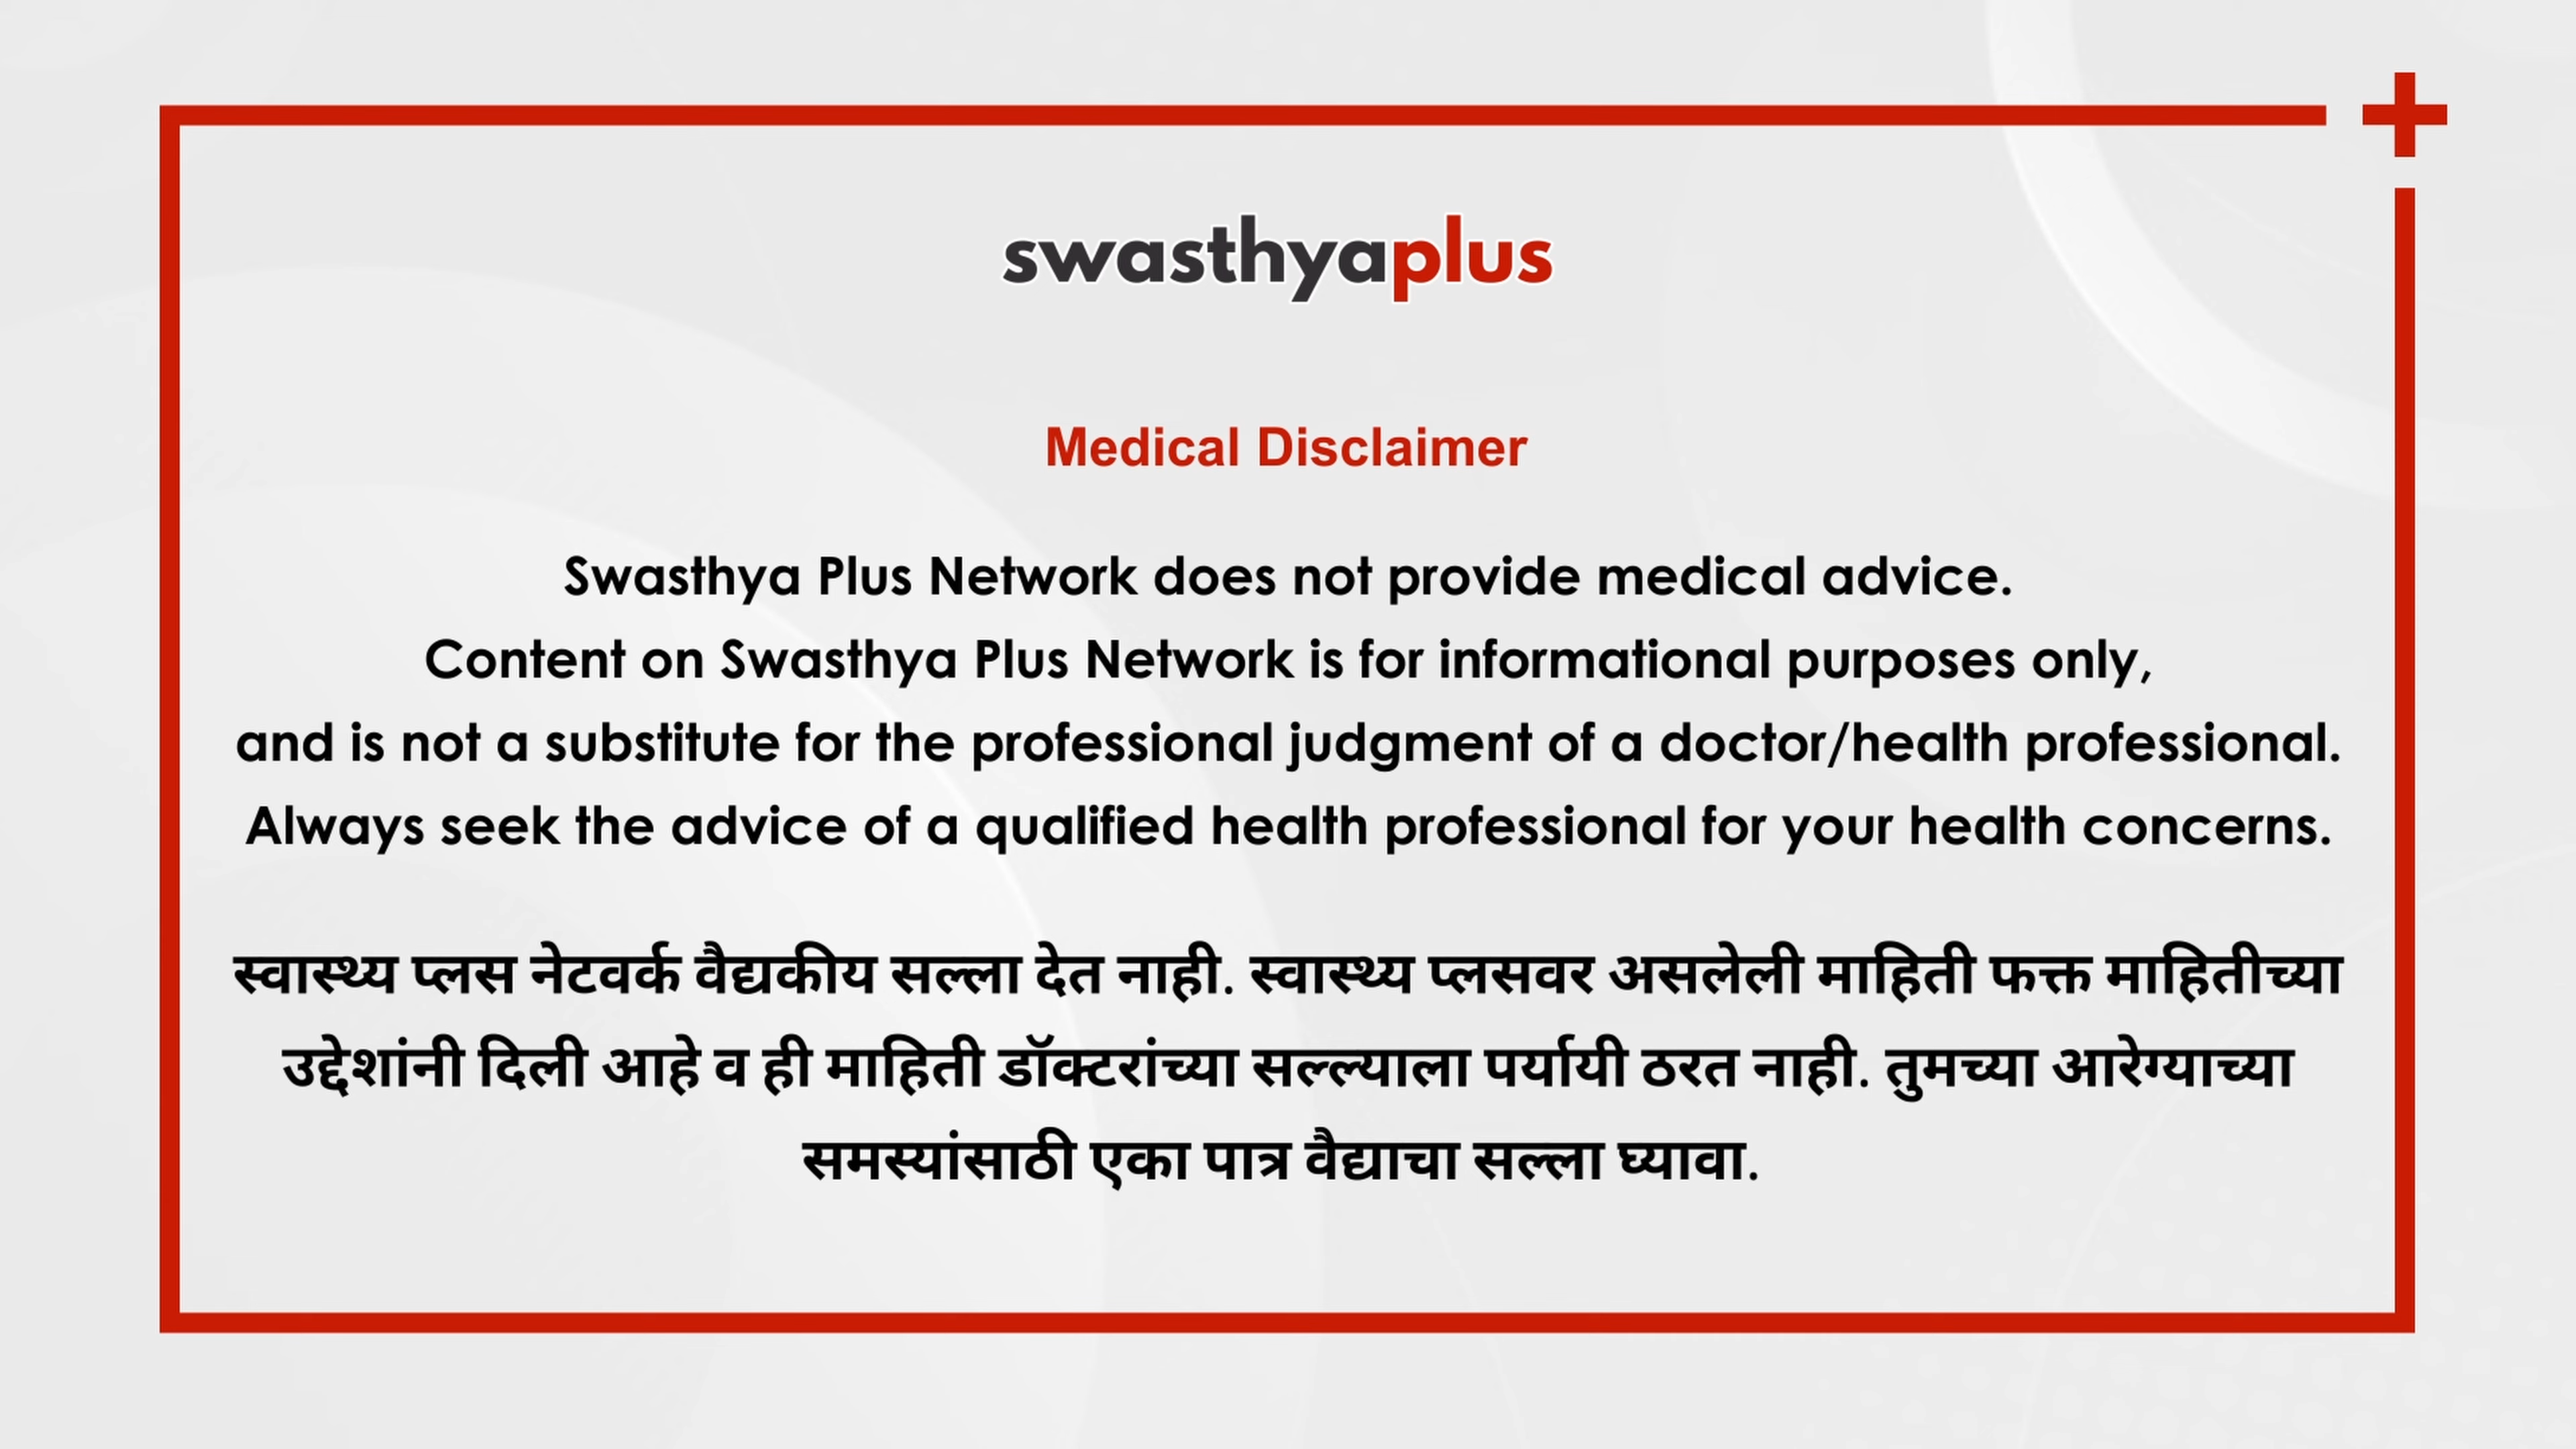 swasthyaplus
Medical Disclaimer
Swasthya Plus Network does not provide medical advice.
Content on Swasthya Plus Network is for informational purposes only,
and is not a substitute for the professional judgment of a doctor/health professional.
Always seek the advice of a qualified health professional for your health concerns.
स्वास्थ्य प्लस नेटवर्क वैद्यकीय सल्ला देत नाही. स्वास्थ्य प्लसवर असलेली माहिती फक्त माहितीच्या
उद्देशांनी दिली आहे व ही माहिती डॉक्टरांच्या सल्ल्याला पर्यायी ठरत नाही. तुमच्या आरेग्याच्या
समस्यांसाठी एका पात्र वैद्याचा सल्ला घ्यावा.